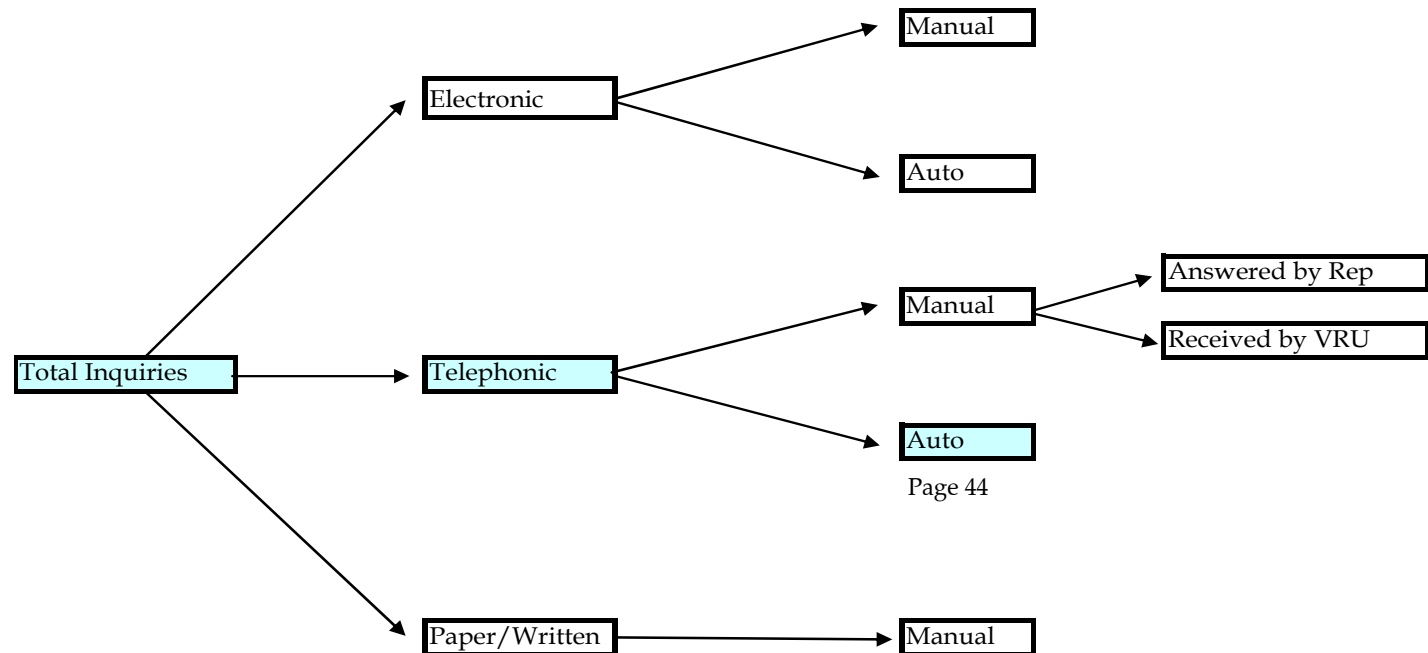 Manual
Electronic
Auto
Answered by Rep
Manual
Received by VRU
Total Inquiries
Telephonic
Auto
Page 44
Paper/Written
Manual